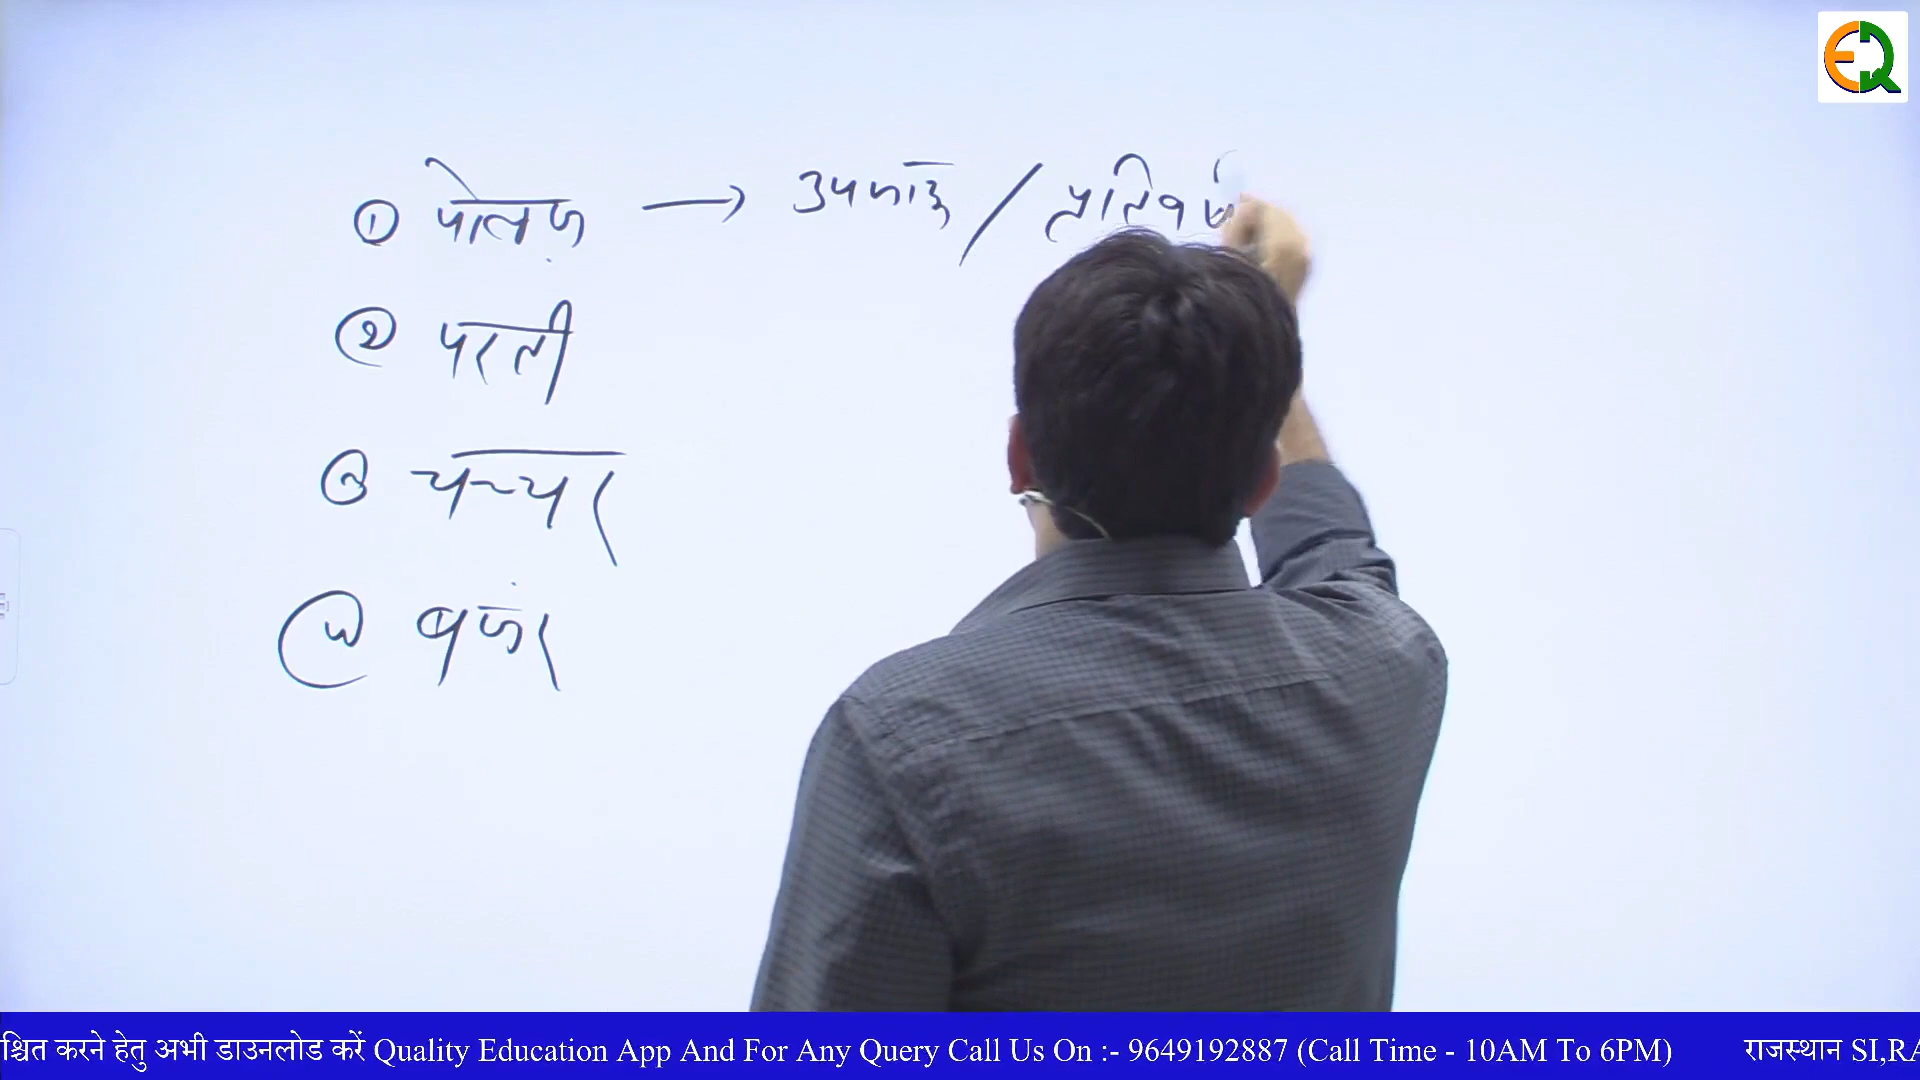 ① पोलज → उपजाऊ / प्रतिवर्ष
② परती
③ चच्चर
④ बंजर
श्चित करने हेतु अभी डाउनलोड करें Quality Education App And For Any Query Call Us On :- 9649192887 (Call Time - 10AM To 6PM) राजस्थान SI,RA